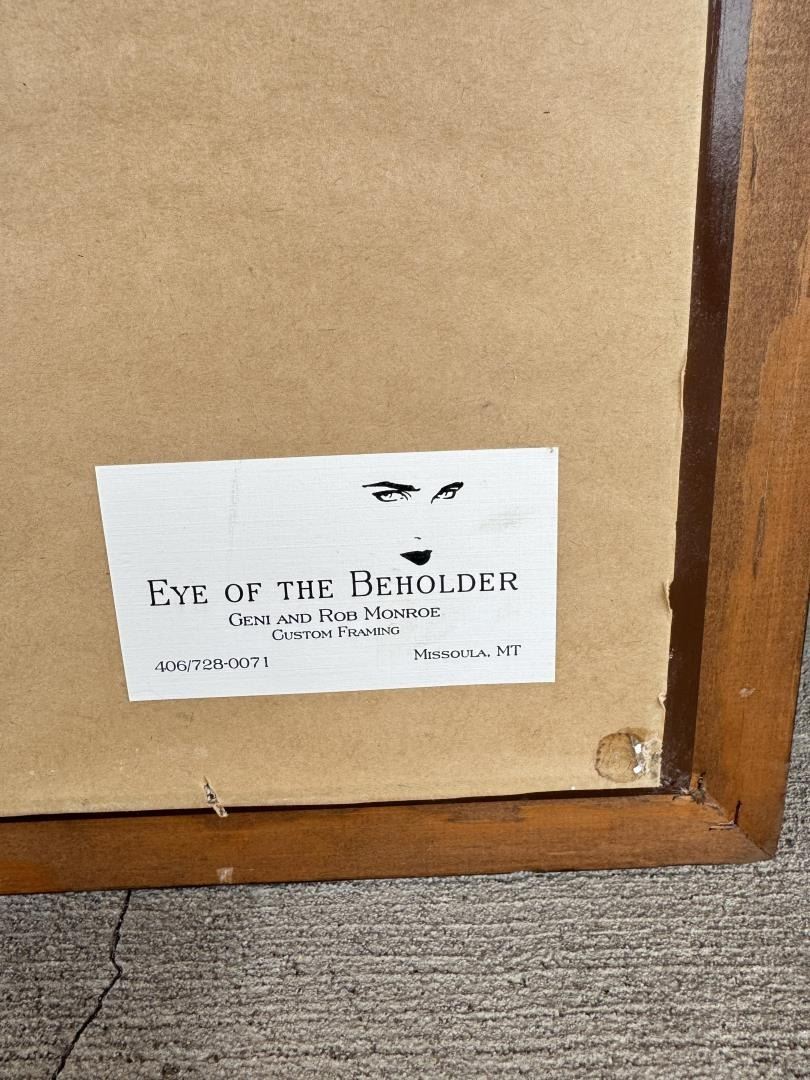 Eye of the Beholder
Geni and Rob Monroe
Custom Framing
406/728-0071
Missoula, MT